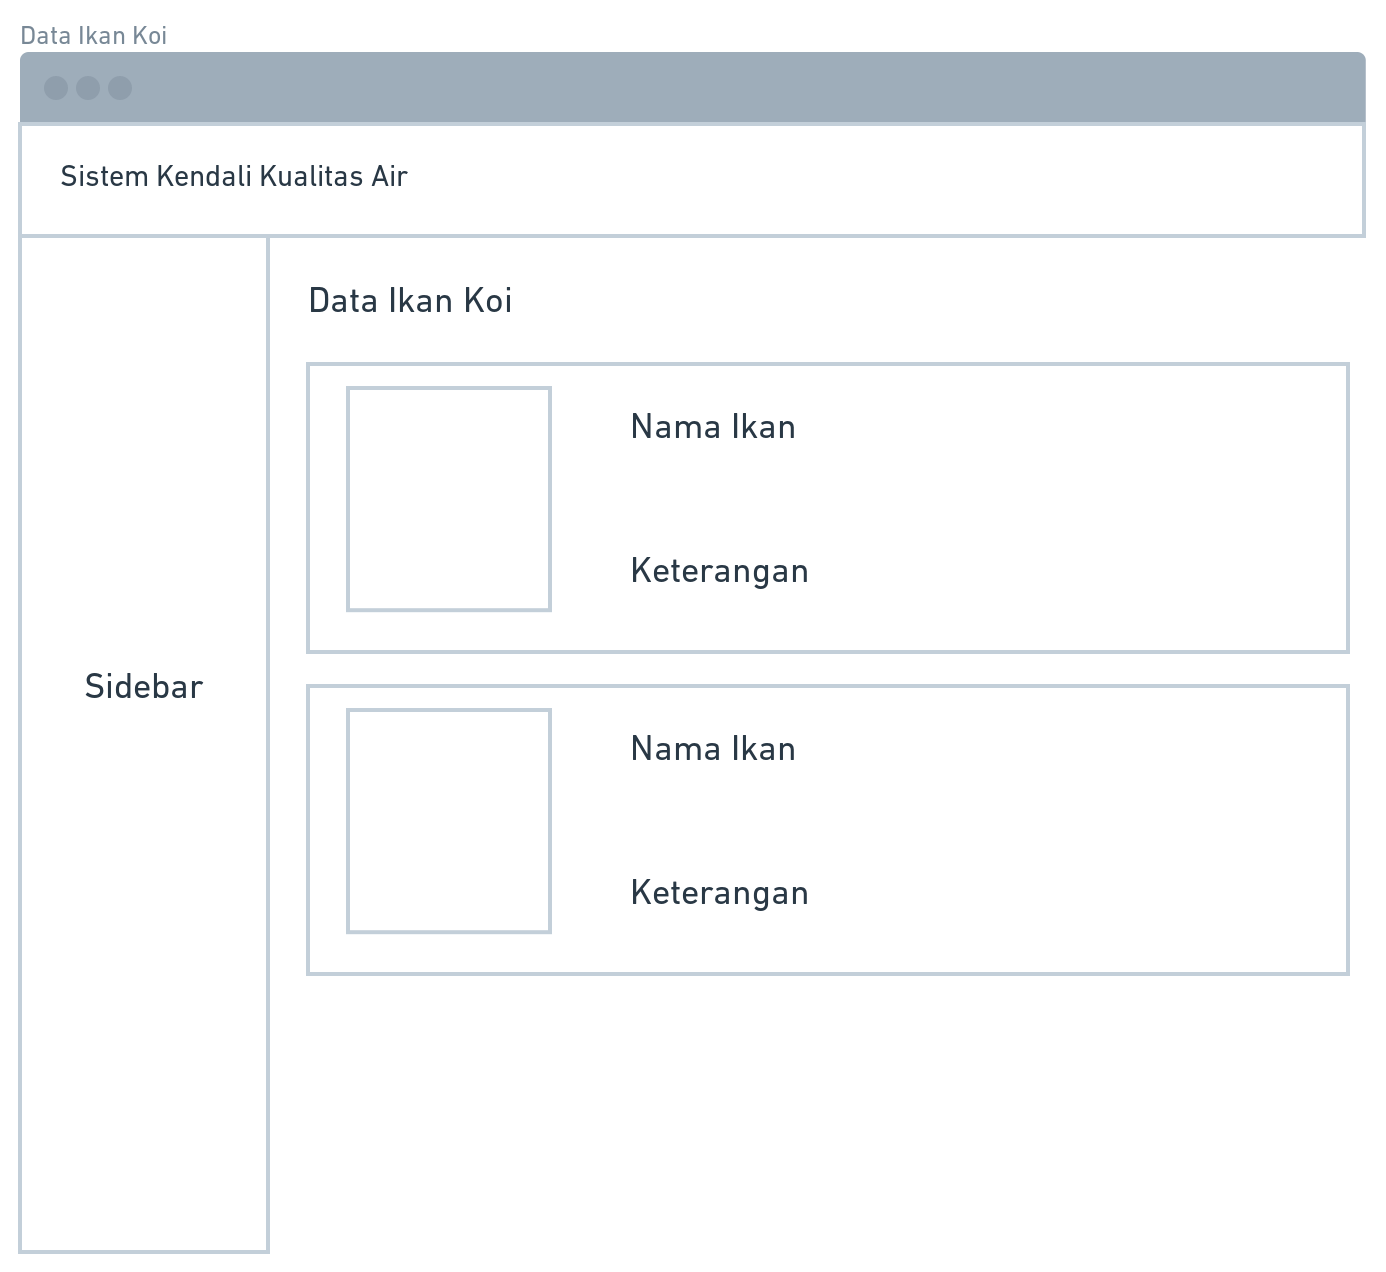 Data Ikan Koi
Sistem Kendali Kualitas Air
Sidebar
Data Ikan Koi
Nama Ikan
Keterangan
Nama Ikan
Keterangan